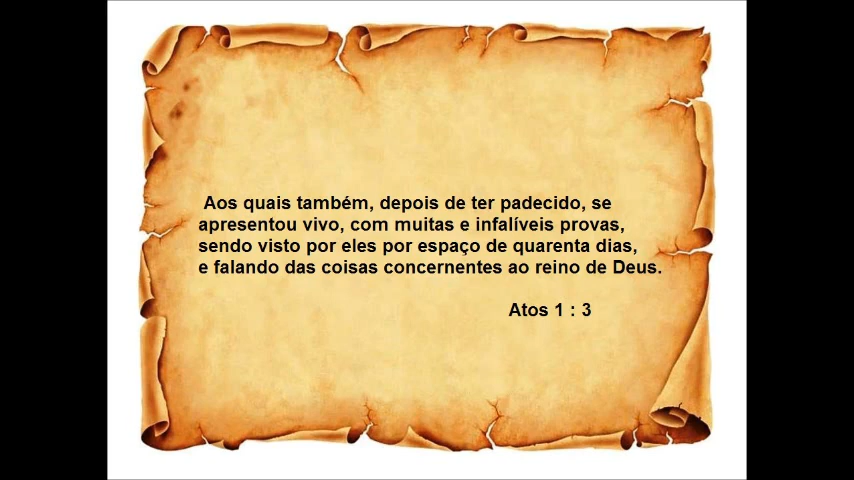 Aos quais também, depois de ter padecido, se
apresentou vivo, com muitas e infalíveis provas,
sendo visto por eles por espaço de quarenta dias,
e falando das coisas concernentes ao reino de Deus.
Atos 1 : 3